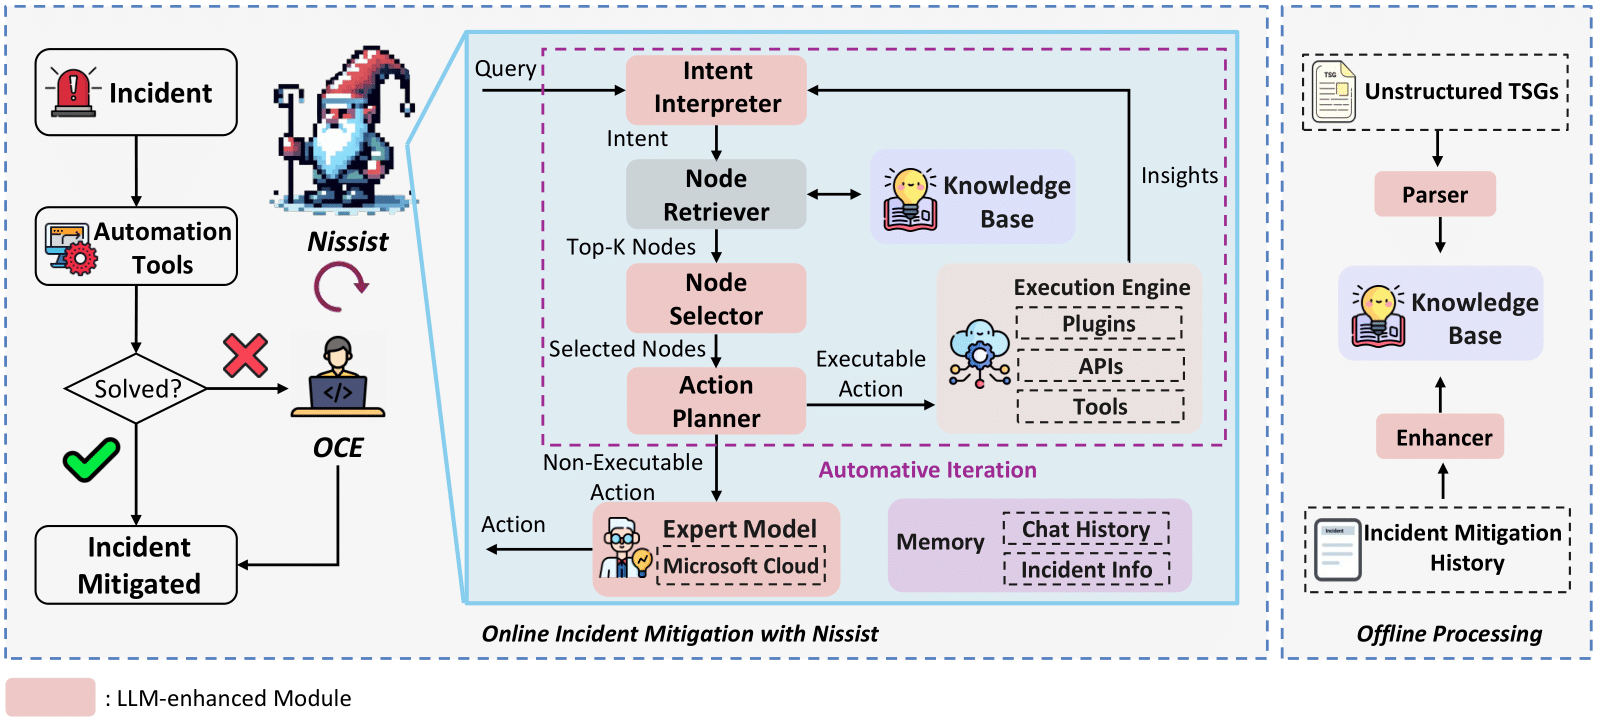 Incident
Automation
Tools
Solved?
Incident
Mitigated
Nissist
OCE
Query
Intent
Interpreter
Intent
Node
Retriever
Knowledge
Base
Top-K Nodes
Node
Selector
Selected Nodes
Action
Planner
Executable
Action
Insights
Execution Engine
Plugins
APIs
Tools
Automative Iteration
Non-Executable
Action
Action
Expert Model
Microsoft Cloud
Memory
Chat History
Incident Info
Online Incident Mitigation with Nissist
TSG
Unstructured TSGs
Parser
Knowledge
Base
Enhancer
Incident
Incident Mitigation
History
Offline Processing
: LLM-enhanced Module